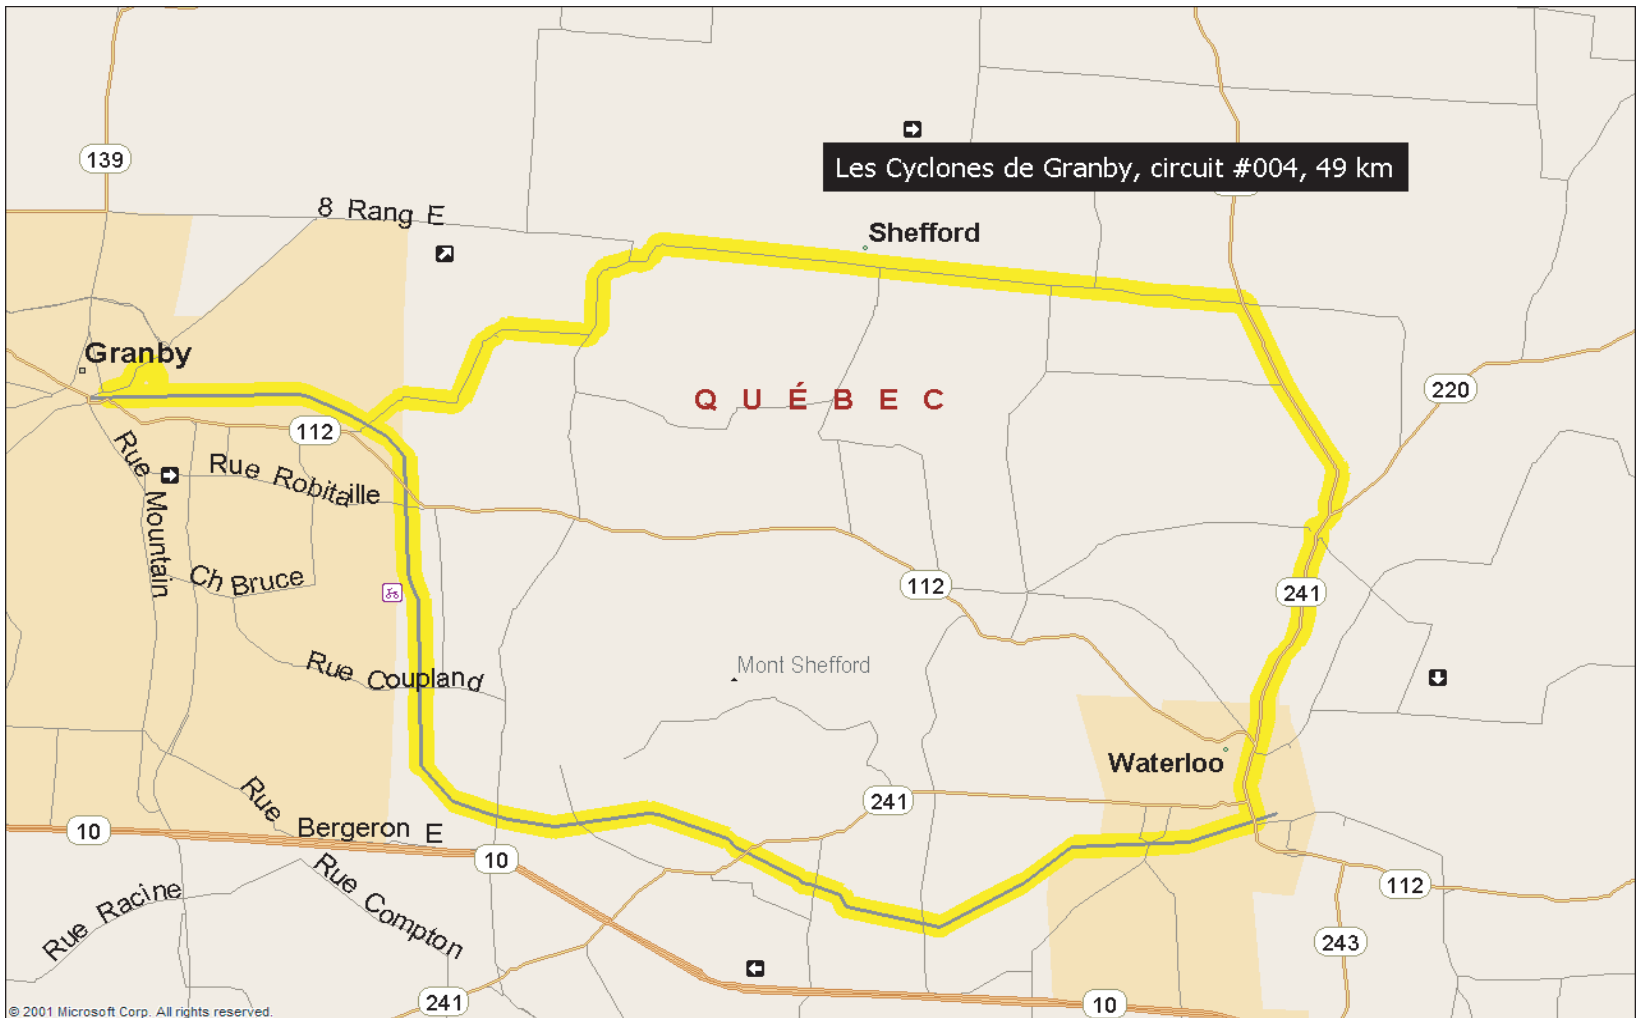 139
8 Rang E
Les Cyclones de Granby, circuit #004, 49 km
Shefford
Granby
QUÉBEC
220
112
Rue Mountain
Rue Robitaille
Ch Bruce
112
241
Rue Coupland
Mont Shefford
Waterloo
241
Rue Bergeron E
10
10
Rue Racine
Rue Compton
112
243
241
10
© 2001 Microsoft Corp. All rights reserved.